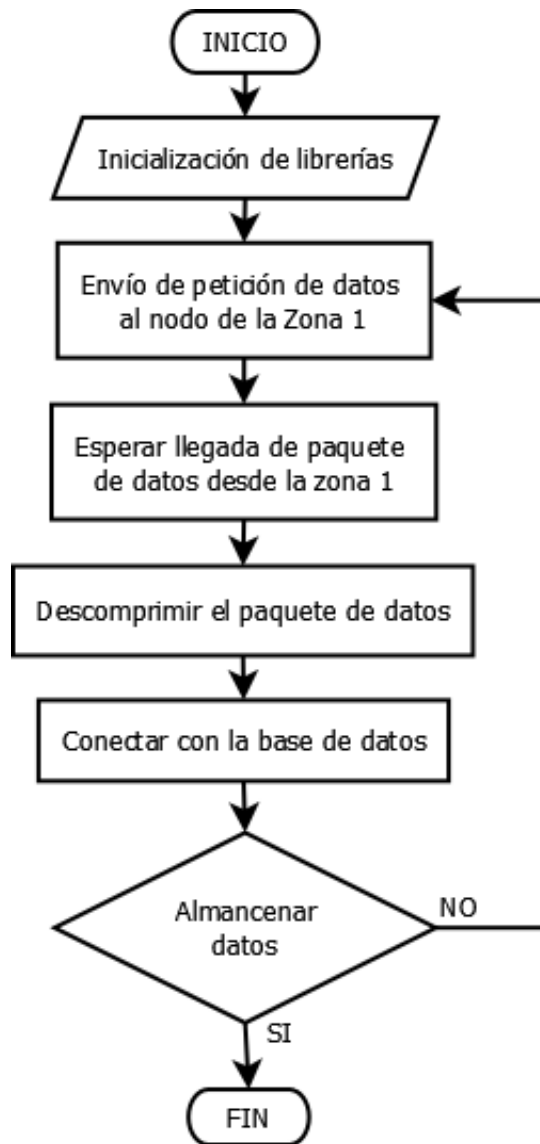 INICIO
Inicialización de librerías
Envío de petición de datos
al nodo de la Zona 1
Esperar llegada de paquete
de datos desde la zona 1
Descomprimir el paquete de datos
Conectar con la base de datos
Almancenar
datos
NO
SI
FIN